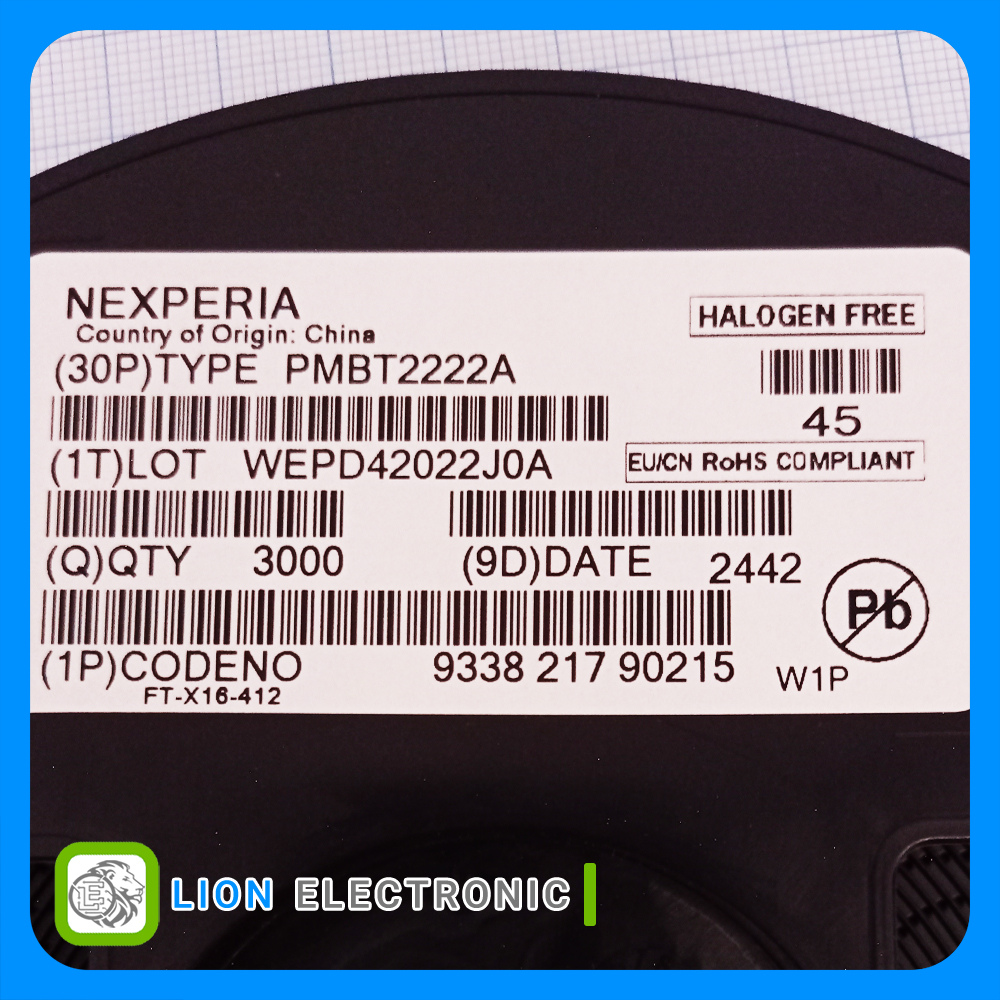 NEXPERIA
Country of Origin: China
HALOGEN FREE
(30P)TYPE PMBT2222A
45
(1T)LOT WEPD42022J0A
EU/CN RoHS COMPLIANT
(Q)QTY 3000 (9D)DATE 2442
Pb
(1P)CODENO 9338 217 90215 W1P
FT-X16-412
LE
LION ELECTRONIC